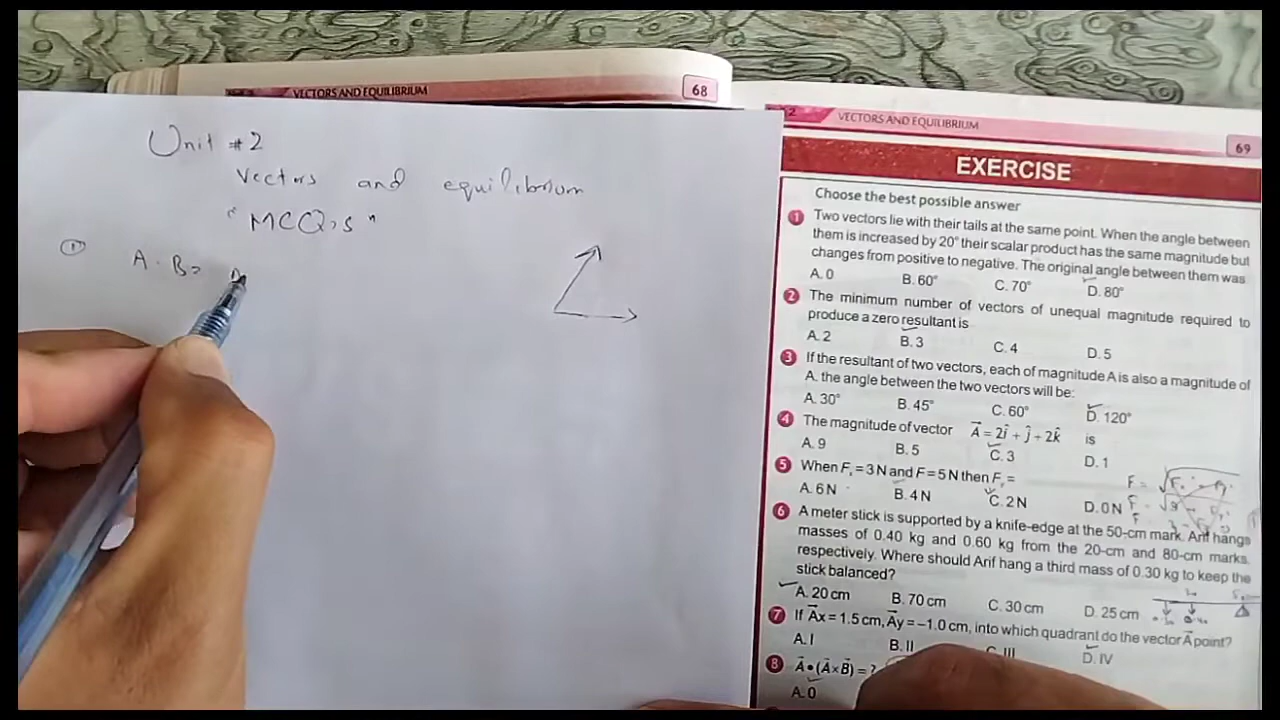 VECTORS AND EQUILIBRIUM
68
Unit #2
Vectors and equilibrium
"MCQ,s"
① A . B =
2 VECTORS AND EQUILIBRIUM
69
EXERCISE
Choose the best possible answer
1 Two vectors lie with their tails at the same point. When the angle between
them is increased by 20° their scalar product has the same magnitude but
changes from positive to negative. The original angle between them was
A. 0 B. 60° C. 70° D. 80°
2 The minimum number of vectors of unequal magnitude required to
produce a zero resultant is
A. 2 B. 3 C. 4 D. 5
3 If the resultant of two vectors, each of magnitude A is also a magnitude of
A. the angle between the two vectors will be:
A. 30° B. 45° C. 60° D. 120°
4 The magnitude of vector A⃗ = 2î + ĵ + 2k̂ is
A. 9 B. 5 C. 3 D. 1
5 When Fₓ = 3 N and F = 5 N then Fᵧ =
A. 6 N B. 4 N C. 2 N D. 0 N
6 A meter stick is supported by a knife-edge at the 50-cm mark. Arif hangs
masses of 0.40 kg and 0.60 kg from the 20-cm and 80-cm marks
respectively. Where should Arif hang a third mass of 0.30 kg to keep the
stick balanced?
A. 20 cm B. 70 cm C. 30 cm D. 25 cm
7 If A⃗x = 1.5 cm, A⃗y = –1.0 cm, into which quadrant do the vector A⃗ point?
A. I B. II C. III D. IV
8 A⃗•(A⃗×B⃗) = ?
A. 0